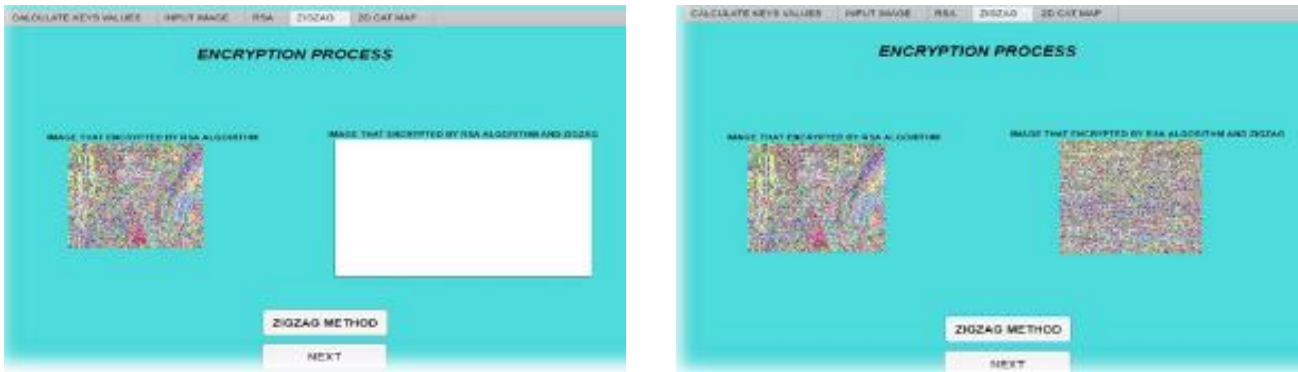 CALCULATE KEYS VALUES INPUT IMAGE RSA ZIGZAG 2D CAT MAP
ENCRYPTION PROCESS
IMAGE THAT ENCRYPTED BY RSA ALGORITHM
IMAGE THAT ENCRYPTED BY RSA ALGORITHM AND ZIGZAG
ZIGZAG METHOD
NEXT
CALCULATE KEYS VALUES INPUT IMAGE RSA ZIGZAG 2D CAT MAP
ENCRYPTION PROCESS
IMAGE THAT ENCRYPTED BY RSA ALGORITHM
IMAGE THAT ENCRYPTED BY RSA ALGORITHM AND ZIGZAG
ZIGZAG METHOD
NEXT